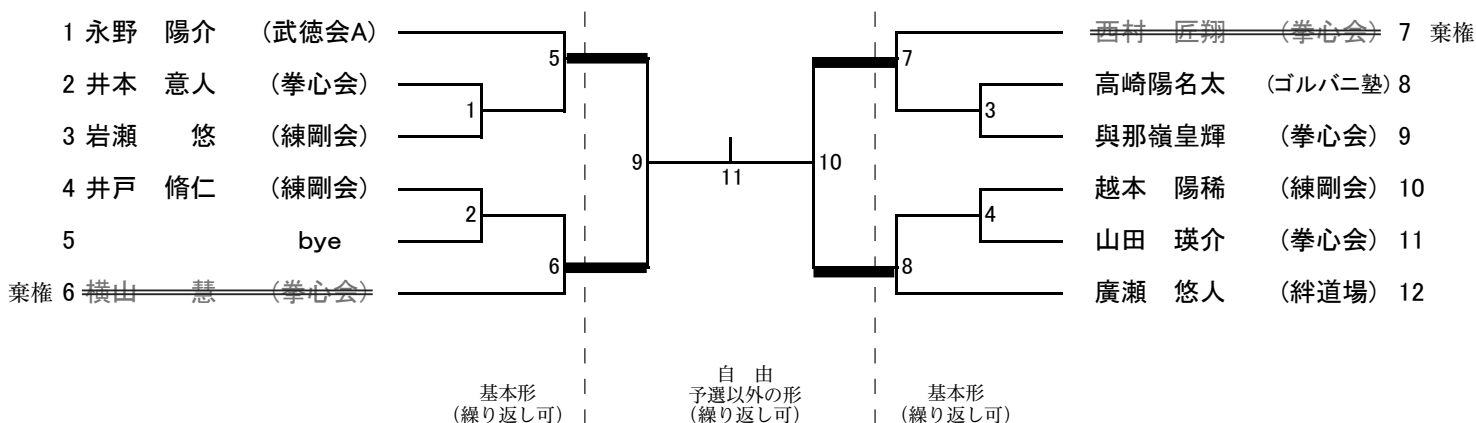 1 永野　陽介　(武徳会A)
2 井本　意人　(拳心会)
3 岩瀬　　悠　(練剛会)
4 井戸　脩仁　(練剛会)
5　bye
棄権 6 横山　　慧　(拳心会)
5
1
2
6
9
11
10
7
3
4
8
西村　匠翔　(拳心会) 7 棄権
高崎陽名太　(ゴルバニ塾) 8
與那嶺皇輝　(拳心会) 9
越本　陽稀　(練剛会) 10
山田　瑛介　(拳心会) 11
廣瀬　悠人　(絆道場) 12
基本形
(繰り返し可)
自　由
予選以外の形
(繰り返し可)
基本形
(繰り返し可)